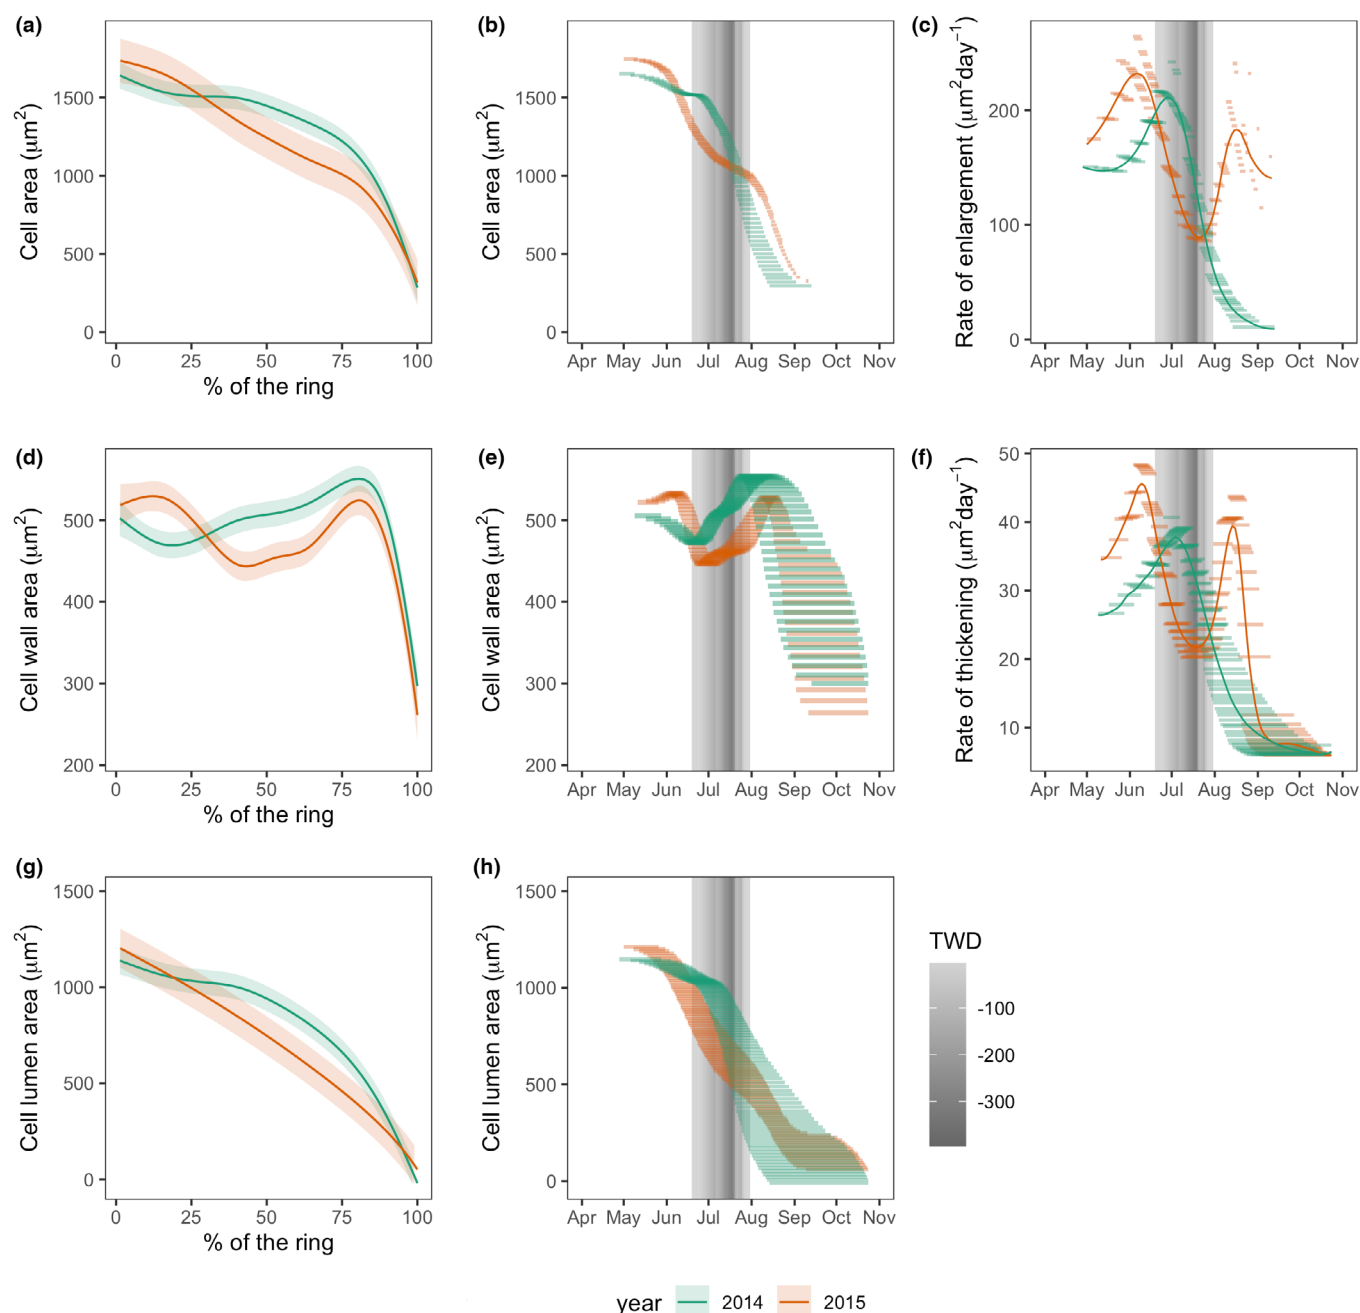 (a)
Cell area (μm²)
1500
1000
500
0
0 25 50 75 100
% of the ring
(b)
Cell area (μm²)
1500
1000
500
0
Apr May Jun Jul Aug Sep Oct Nov
(c)
Rate of enlargement (μm²day⁻¹)
200
100
0
Apr May Jun Jul Aug Sep Oct Nov
(d)
Cell wall area (μm²)
500
400
300
200
0 25 50 75 100
% of the ring
(e)
Cell wall area (μm²)
500
400
300
200
Apr May Jun Jul Aug Sep Oct Nov
(f)
Rate of thickening (μm²day⁻¹)
50
40
30
20
10
Apr May Jun Jul Aug Sep Oct Nov
(g)
Cell lumen area (μm²)
1500
1000
500
0
0 25 50 75 100
% of the ring
(h)
Cell lumen area (μm²)
1500
1000
500
0
Apr May Jun Jul Aug Sep Oct Nov
TWD
-100
-200
-300
year 2014 2015